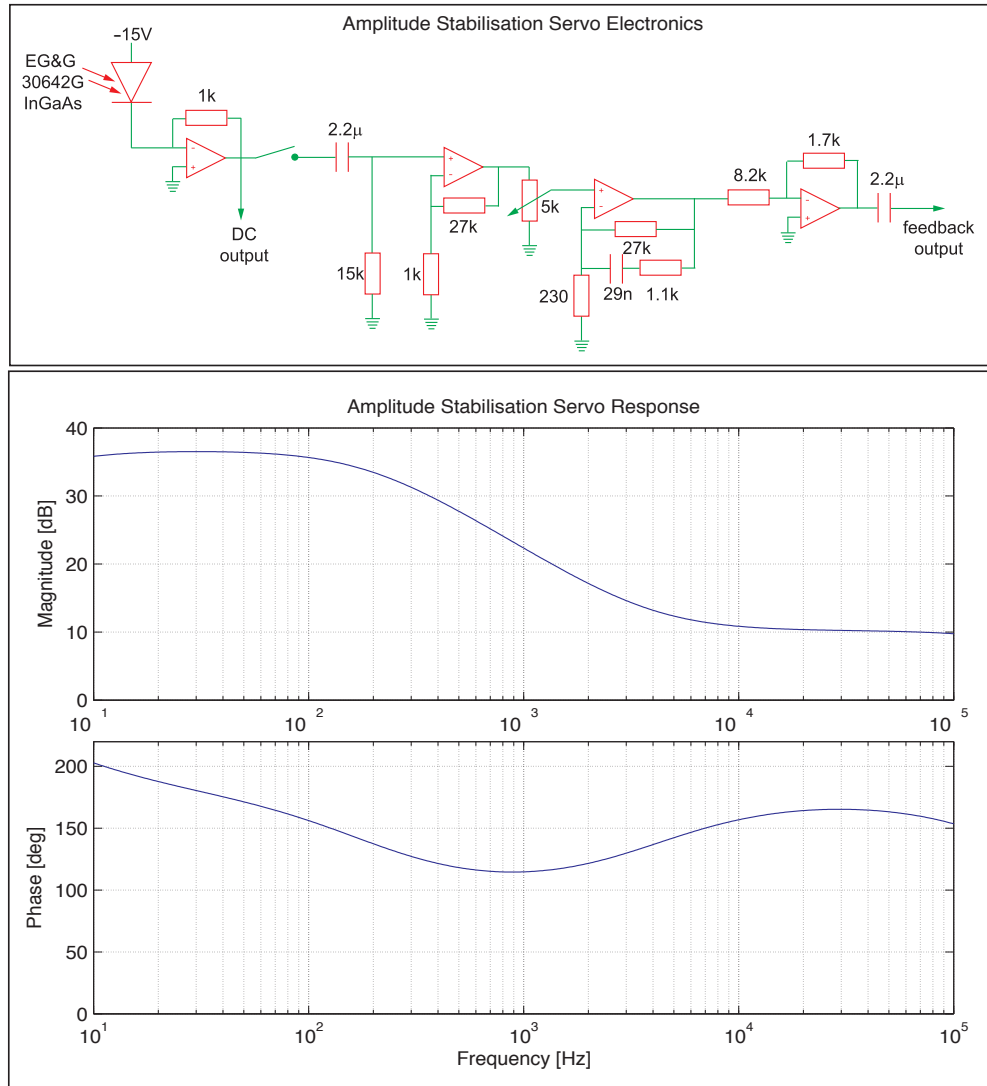 Amplitude Stabilisation Servo Electronics
–15V
EG&G
30642G
InGaAs
1k
2.2µ
DC
output
15k
1k
27k
5k
230
27k
29n
1.1k
8.2k
1.7k
2.2µ
feedback
output
- + + - + - - +
Amplitude Stabilisation Servo Response
Magnitude [dB]
40
30
20
10
0
10^1 10^2 10^3 10^4 10^5
Phase [deg]
200
150
100
50
0
10^1 10^2 10^3 10^4 10^5
Frequency [Hz]